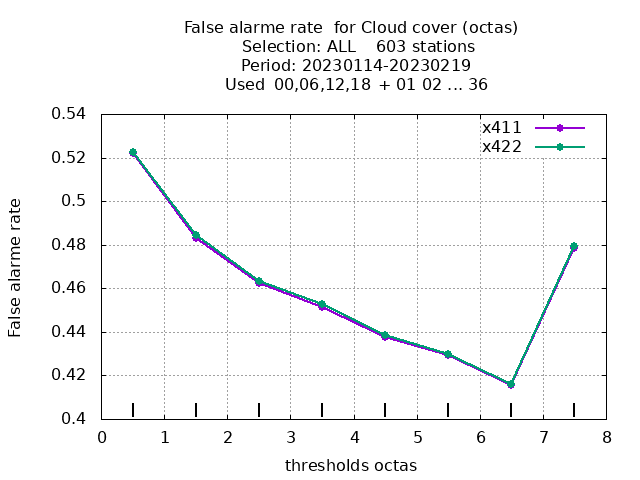 False alarme rate  for Cloud cover (octas)
Selection: ALL    603 stations
Period: 20230114-20230219
Used  00,06,12,18  + 01 02 ... 36
0.54
0.52
0.5
0.48
0.46
0.44
0.42
0.4
False alarme rate
x411
x422
0 1 2 3 4 5 6 7 8
thresholds octas